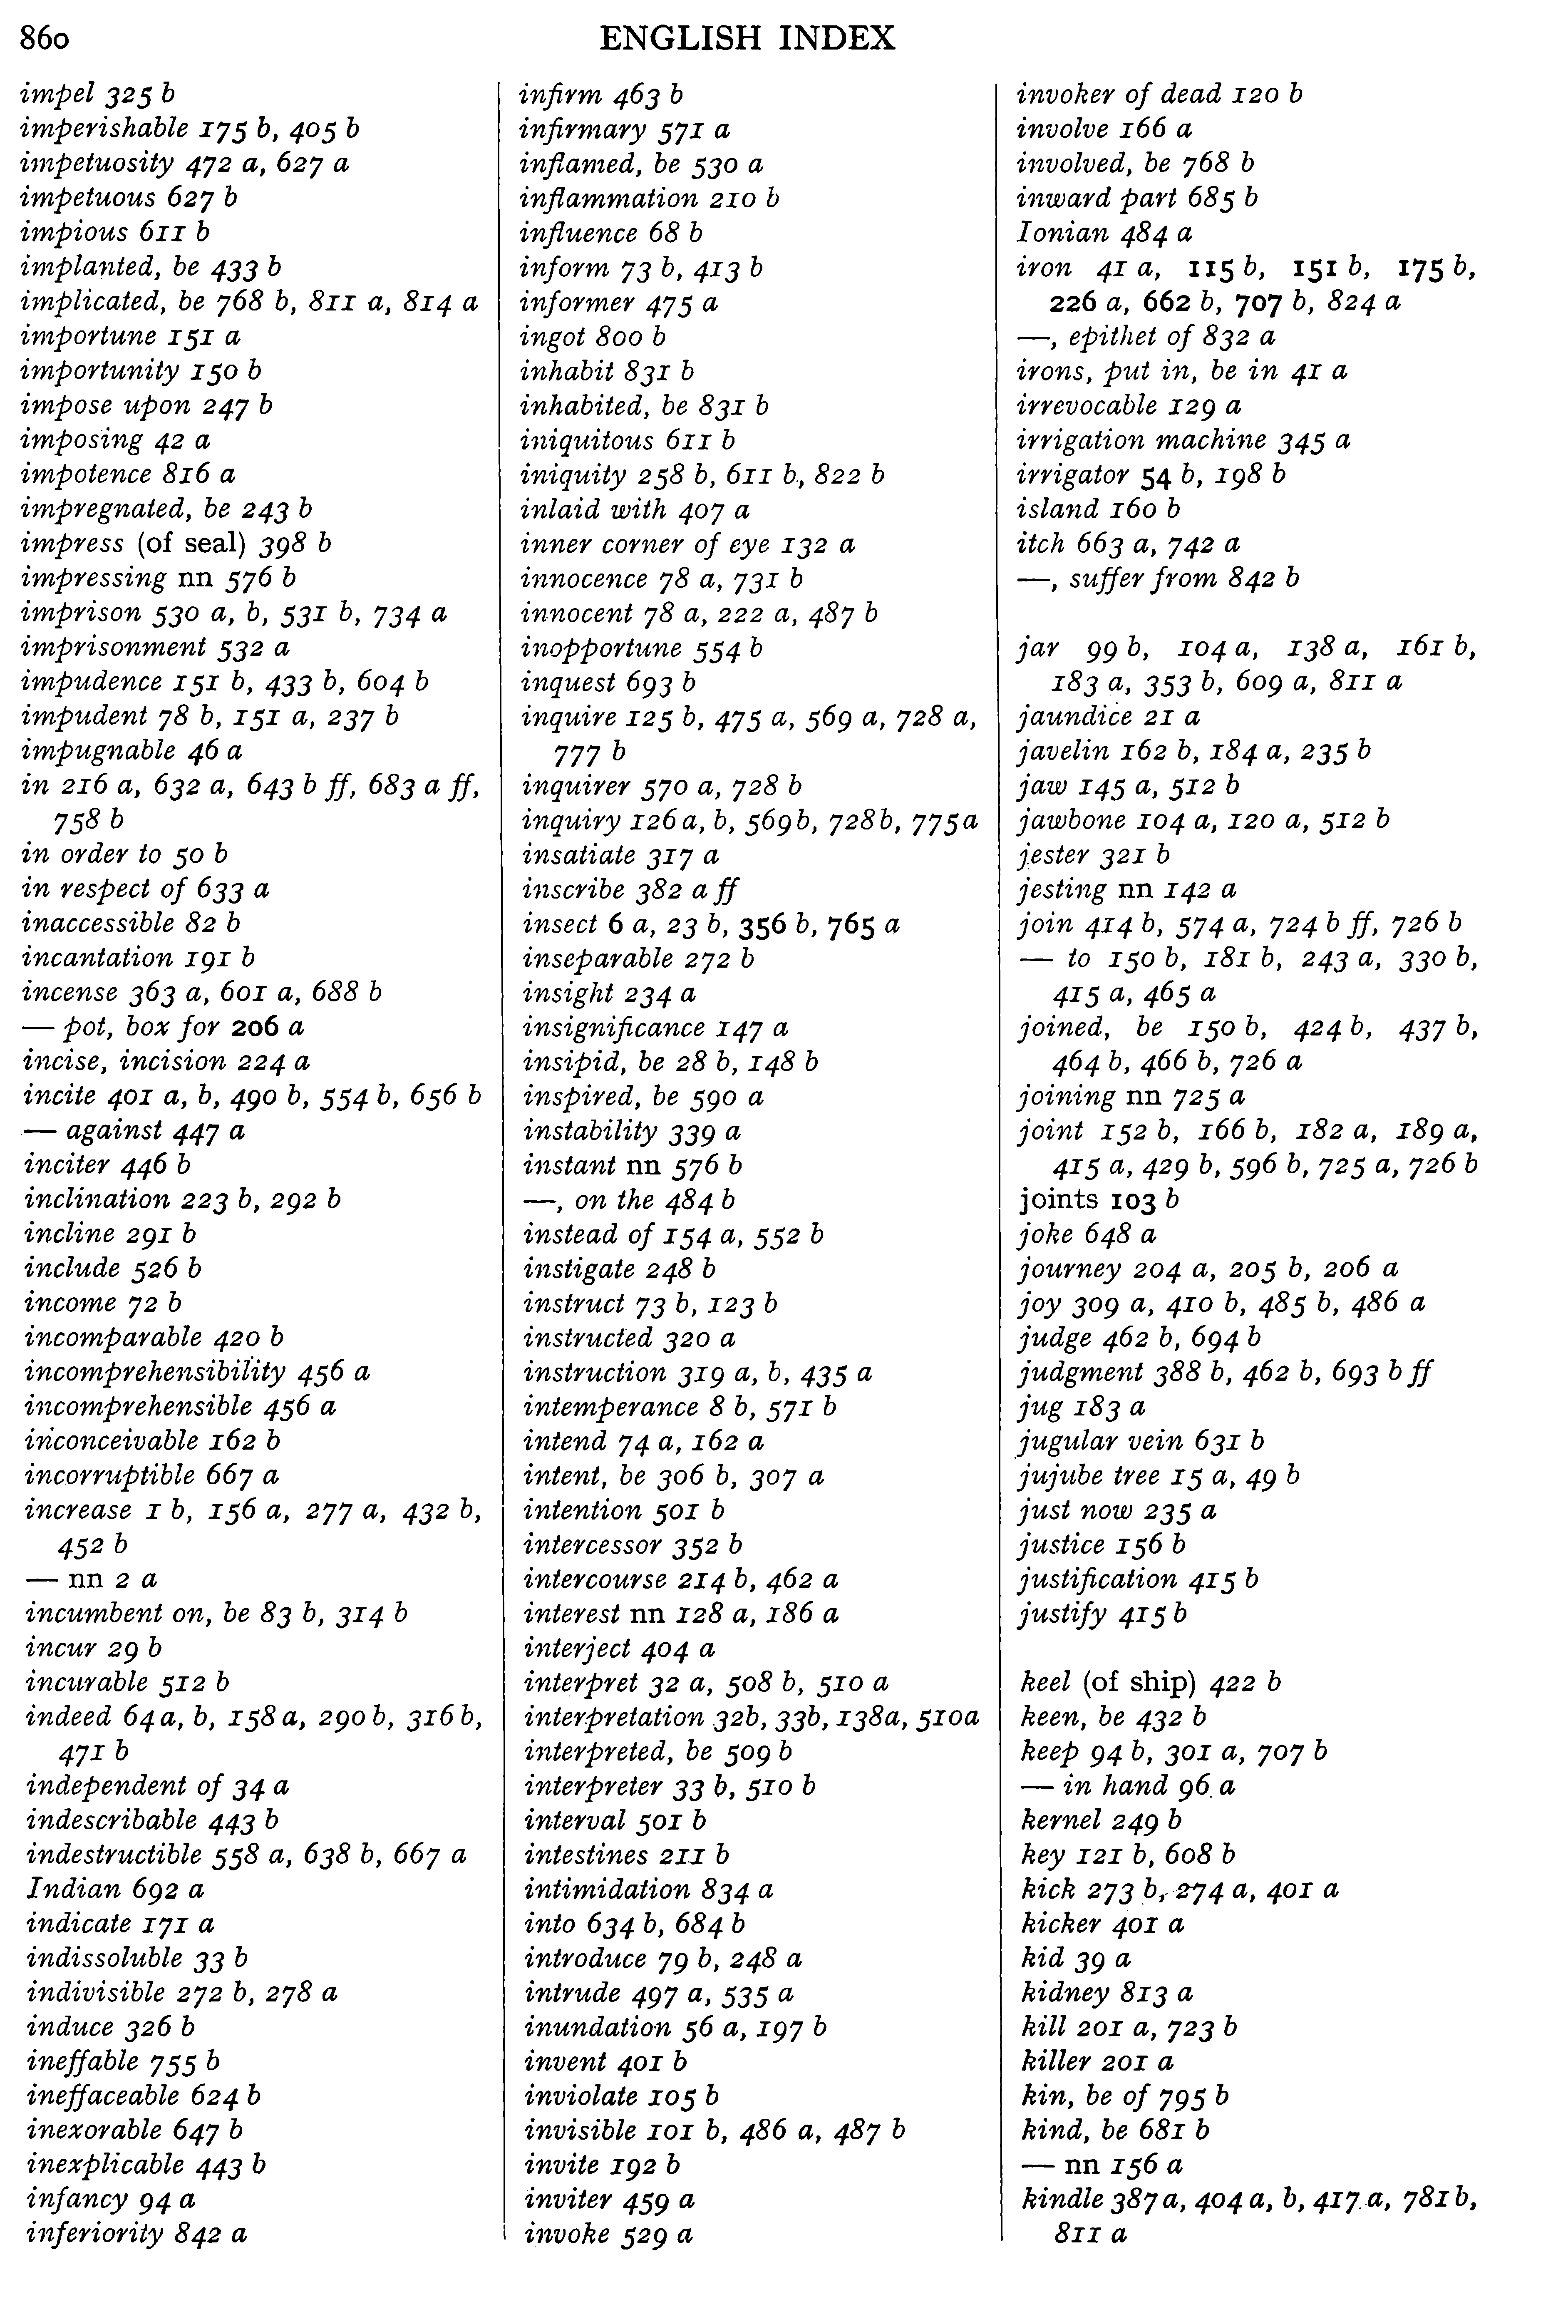 860
ENGLISH INDEX
impel 325 b
imperishable 175 b, 405 b
impetuosity 472 a, 627 a
impetuous 627 b
impious 611 b
implanted, be 433 b
implicated, be 768 b, 811 a, 814 a
importune 151 a
importunity 150 b
impose upon 247 b
imposing 42 a
impotence 816 a
impregnated, be 243 b
impress (of seal) 398 b
impressing nn 576 b
imprison 530 a, b, 531 b, 734 a
imprisonment 532 a
impudence 151 b, 433 b, 604 b
impudent 78 b, 151 a, 237 b
impugnable 46 a
in 216 a, 632 a, 643 b ff, 683 a ff,
758 b
in order to 50 b
in respect of 633 a
inaccessible 82 b
incantation 191 b
incense 363 a, 601 a, 688 b
— pot, box for 206 a
incise, incision 224 a
incite 401 a, b, 490 b, 554 b, 656 b
— against 447 a
inciter 446 b
inclination 223 b, 292 b
incline 291 b
include 526 b
income 72 b
incomparable 420 b
incomprehensibility 456 a
incomprehensible 456 a
inconceivable 162 b
incorruptible 667 a
increase 1 b, 156 a, 277 a, 432 b,
452 b
— nn 2 a
incumbent on, be 83 b, 314 b
incur 29 b
incurable 512 b
indeed 64 a, b, 158 a, 290 b, 316 b,
471 b
independent of 34 a
indescribable 443 b
indestructible 558 a, 638 b, 667 a
Indian 692 a
indicate 171 a
indissoluble 33 b
indivisible 272 b, 278 a
induce 326 b
ineffable 755 b
ineffaceable 624 b
inexorable 647 b
inexplicable 443 b
infancy 94 a
inferiority 842 a
infirm 463 b
infirmary 571 a
inflamed, be 530 a
inflammation 210 b
influence 68 b
inform 73 b, 413 b
informer 475 a
ingot 800 b
inhabit 831 b
inhabited, be 831 b
iniquitous 611 b
iniquity 258 b, 611 b, 822 b
inlaid with 407 a
inner corner of eye 132 a
innocence 78 a, 731 b
innocent 78 a, 222 a, 487 b
inopportune 554 b
inquest 693 b
inquire 125 b, 475 a, 569 a, 728 a,
777 b
inquirer 570 a, 728 b
inquiry 126 a, b, 569 b, 728 b, 775 a
insatiate 317 a
inscribe 382 a ff
insect 6 a, 23 b, 356 b, 765 a
inseparable 272 b
insight 234 a
insignificance 147 a
insipid, be 28 b, 148 b
inspired, be 590 a
instability 339 a
instant nn 576 b
—, on the 484 b
instead of 154 a, 552 b
instigate 248 b
instruct 73 b, 123 b
instructed 320 a
instruction 319 a, b, 435 a
intemperance 8 b, 571 b
intend 74 a, 162 a
intent, be 306 b, 307 a
intention 501 b
intercessor 352 b
intercourse 214 b, 462 a
interest nn 128 a, 186 a
interject 404 a
interpret 32 a, 508 b, 510 a
interpretation 32b, 33b, 138a, 510a
interpreted, be 509 b
interpreter 33 b, 510 b
interval 501 b
intestines 211 b
intimidation 834 a
into 634 b, 684 b
introduce 79 b, 248 a
intrude 497 a, 535 a
inundation 56 a, 197 b
invent 401 b
inviolate 105 b
invisible 101 b, 486 a, 487 b
invite 192 b
inviter 459 a
invoke 529 a
invoker of dead 120 b
involve 166 a
involved, be 768 b
inward part 685 b
Ionian 484 a
iron 41 a, 115 b, 151 b, 175 b,
226 a, 662 b, 707 b, 824 a
—, epithet of 832 a
irons, put in, be in 41 a
irrevocable 129 a
irrigation machine 345 a
irrigator 54 b, 198 b
island 160 b
itch 663 a, 742 a
—, suffer from 842 b
jar 99 b, 104 a, 138 a, 161 b,
183 a, 353 b, 609 a, 811 a
jaundice 21 a
javelin 162 b, 184 a, 235 b
jaw 145 a, 512 b
jawbone 104 a, 120 a, 512 b
jester 321 b
jesting nn 142 a
join 414 b, 574 a, 724 b ff, 726 b
— to 150 b, 181 b, 243 a, 330 b,
415 a, 465 a
joined, be 150 b, 424 b, 437 b,
464 b, 466 b, 726 a
joining nn 725 a
joint 152 b, 166 b, 182 a, 189 a,
415 a, 429 b, 596 b, 725 a, 726 b
joints 103 b
joke 648 a
journey 204 a, 205 b, 206 a
joy 309 a, 410 b, 485 b, 486 a
judge 462 b, 694 b
judgment 388 b, 462 b, 693 b ff
jug 183 a
jugular vein 631 b
jujube tree 15 a, 49 b
just now 235 a
justice 156 b
justification 415 b
justify 415 b
keel (of ship) 422 b
keen, be 432 b
keep 94 b, 301 a, 707 b
— in hand 96 a
kernel 249 b
key 121 b, 608 b
kick 273 b, 274 a, 401 a
kicker 401 a
kid 39 a
kidney 813 a
kill 201 a, 723 b
killer 201 a
kin, be of 795 b
kind, be 681 b
— nn 156 a
kindle 387 a, 404 a, b, 417 a, 781 b,
811 a